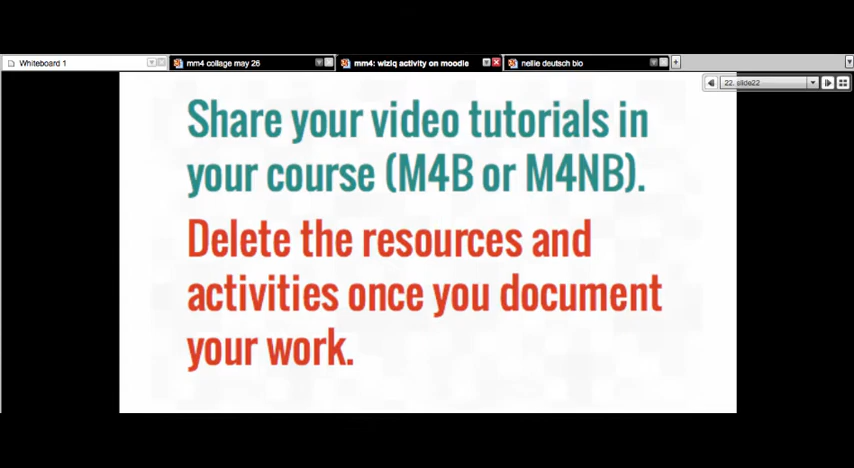 Whiteboard 1
mm4 collage may 26
mm4: wiziq activity on moodle
nellie deutsch bio
22. slide22
Share your video tutorials in
your course (M4B or M4NB).
Delete the resources and
activities once you document
your work.